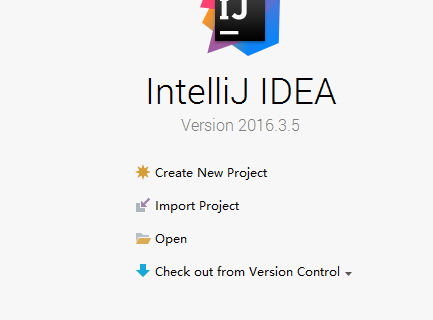 IJ
IntelliJ IDEA
Version 2016.3.5
Create New Project
Import Project
Open
Check out from Version Control